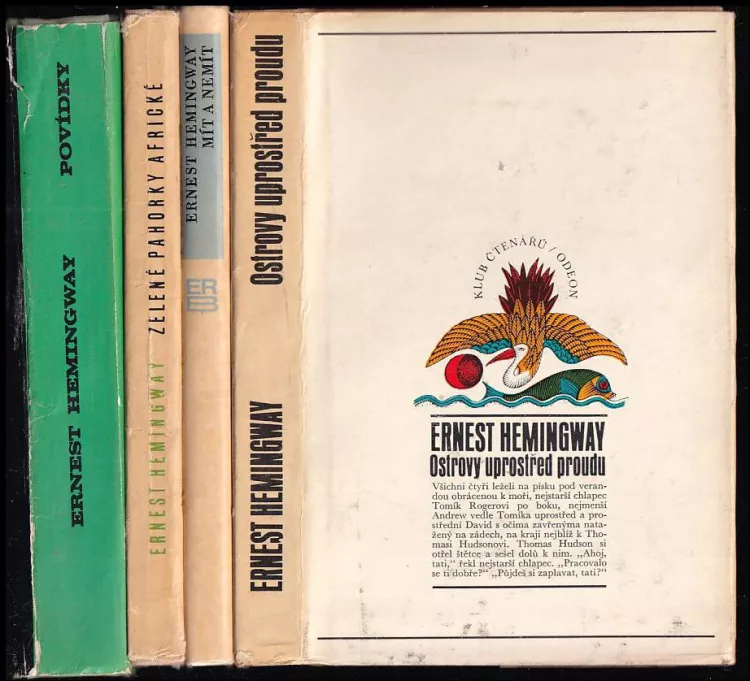 ERNEST HEMINGWAY POVÍDKY
ERNEST HEMINGWAY ZELENÉ PAHORKY AFRICKÉ
ERNEST HEMINGWAY
MÍT A NEMÍT
ER
B
ERNEST HEMINGWAY Ostrovy uprostřed proudu
KLUB ČTENÁŘŮ / ODEON
ERNEST HEMINGWAY
Ostrovy uprostřed proudu
Všichni čtyři leželi na písku pod veran-
dou obrácenou k moři, nejstarší chlapec
Tomík Rogerovi po boku, nejmenší
Andrew vedle Tomíka uprostřed a pro-
střední David s očima zavřenýma nata-
žený na zádech, na kraji nejblíž k Tho-
masi Hudsonovi. Thomas Hudson si
otřel štětce a sešel dolů k nim. „Ahoj,
tati,“ řekl nejstarší chlapec. „Pracovalo
se ti dobře?“ „Půjdeš si zaplavat, tati?“